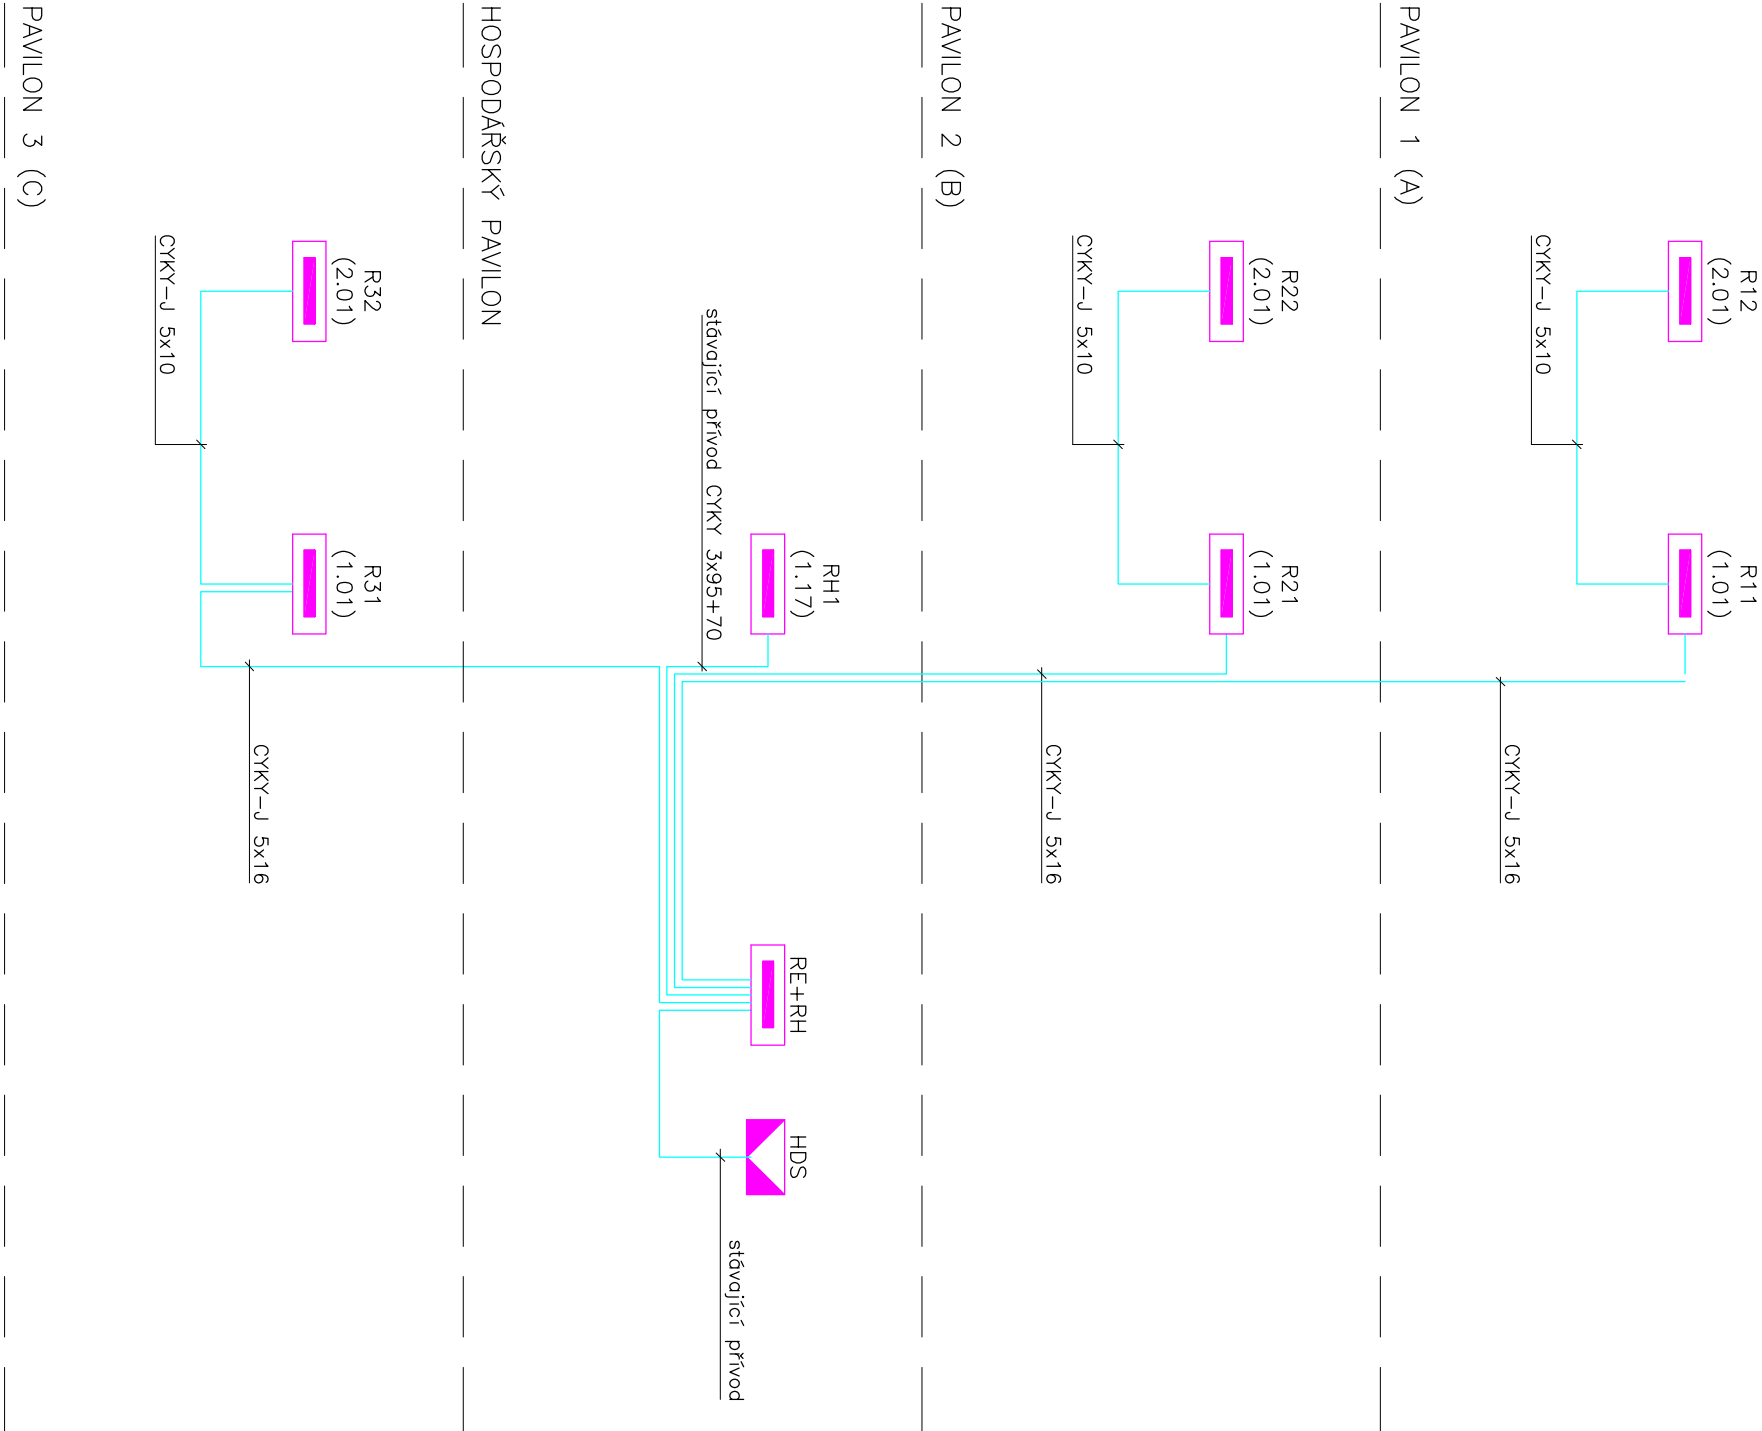 PAVILON 1 (A)
R12
(2.01)
CYKY-J 5x10
R11
(1.01)
CYKY-J 5x16
PAVILON 2 (B)
R22
(2.01)
CYKY-J 5x10
R21
(1.01)
CYKY-J 5x16
HOSPODÁŘSKÝ PAVILON
stávající přívod CYKY 3x95+70
RH1
(1.17)
RE+RH
HDS
stávající přívod
PAVILON 3 (C)
R32
(2.01)
CYKY-J 5x10
R31
(1.01)
CYKY-J 5x16